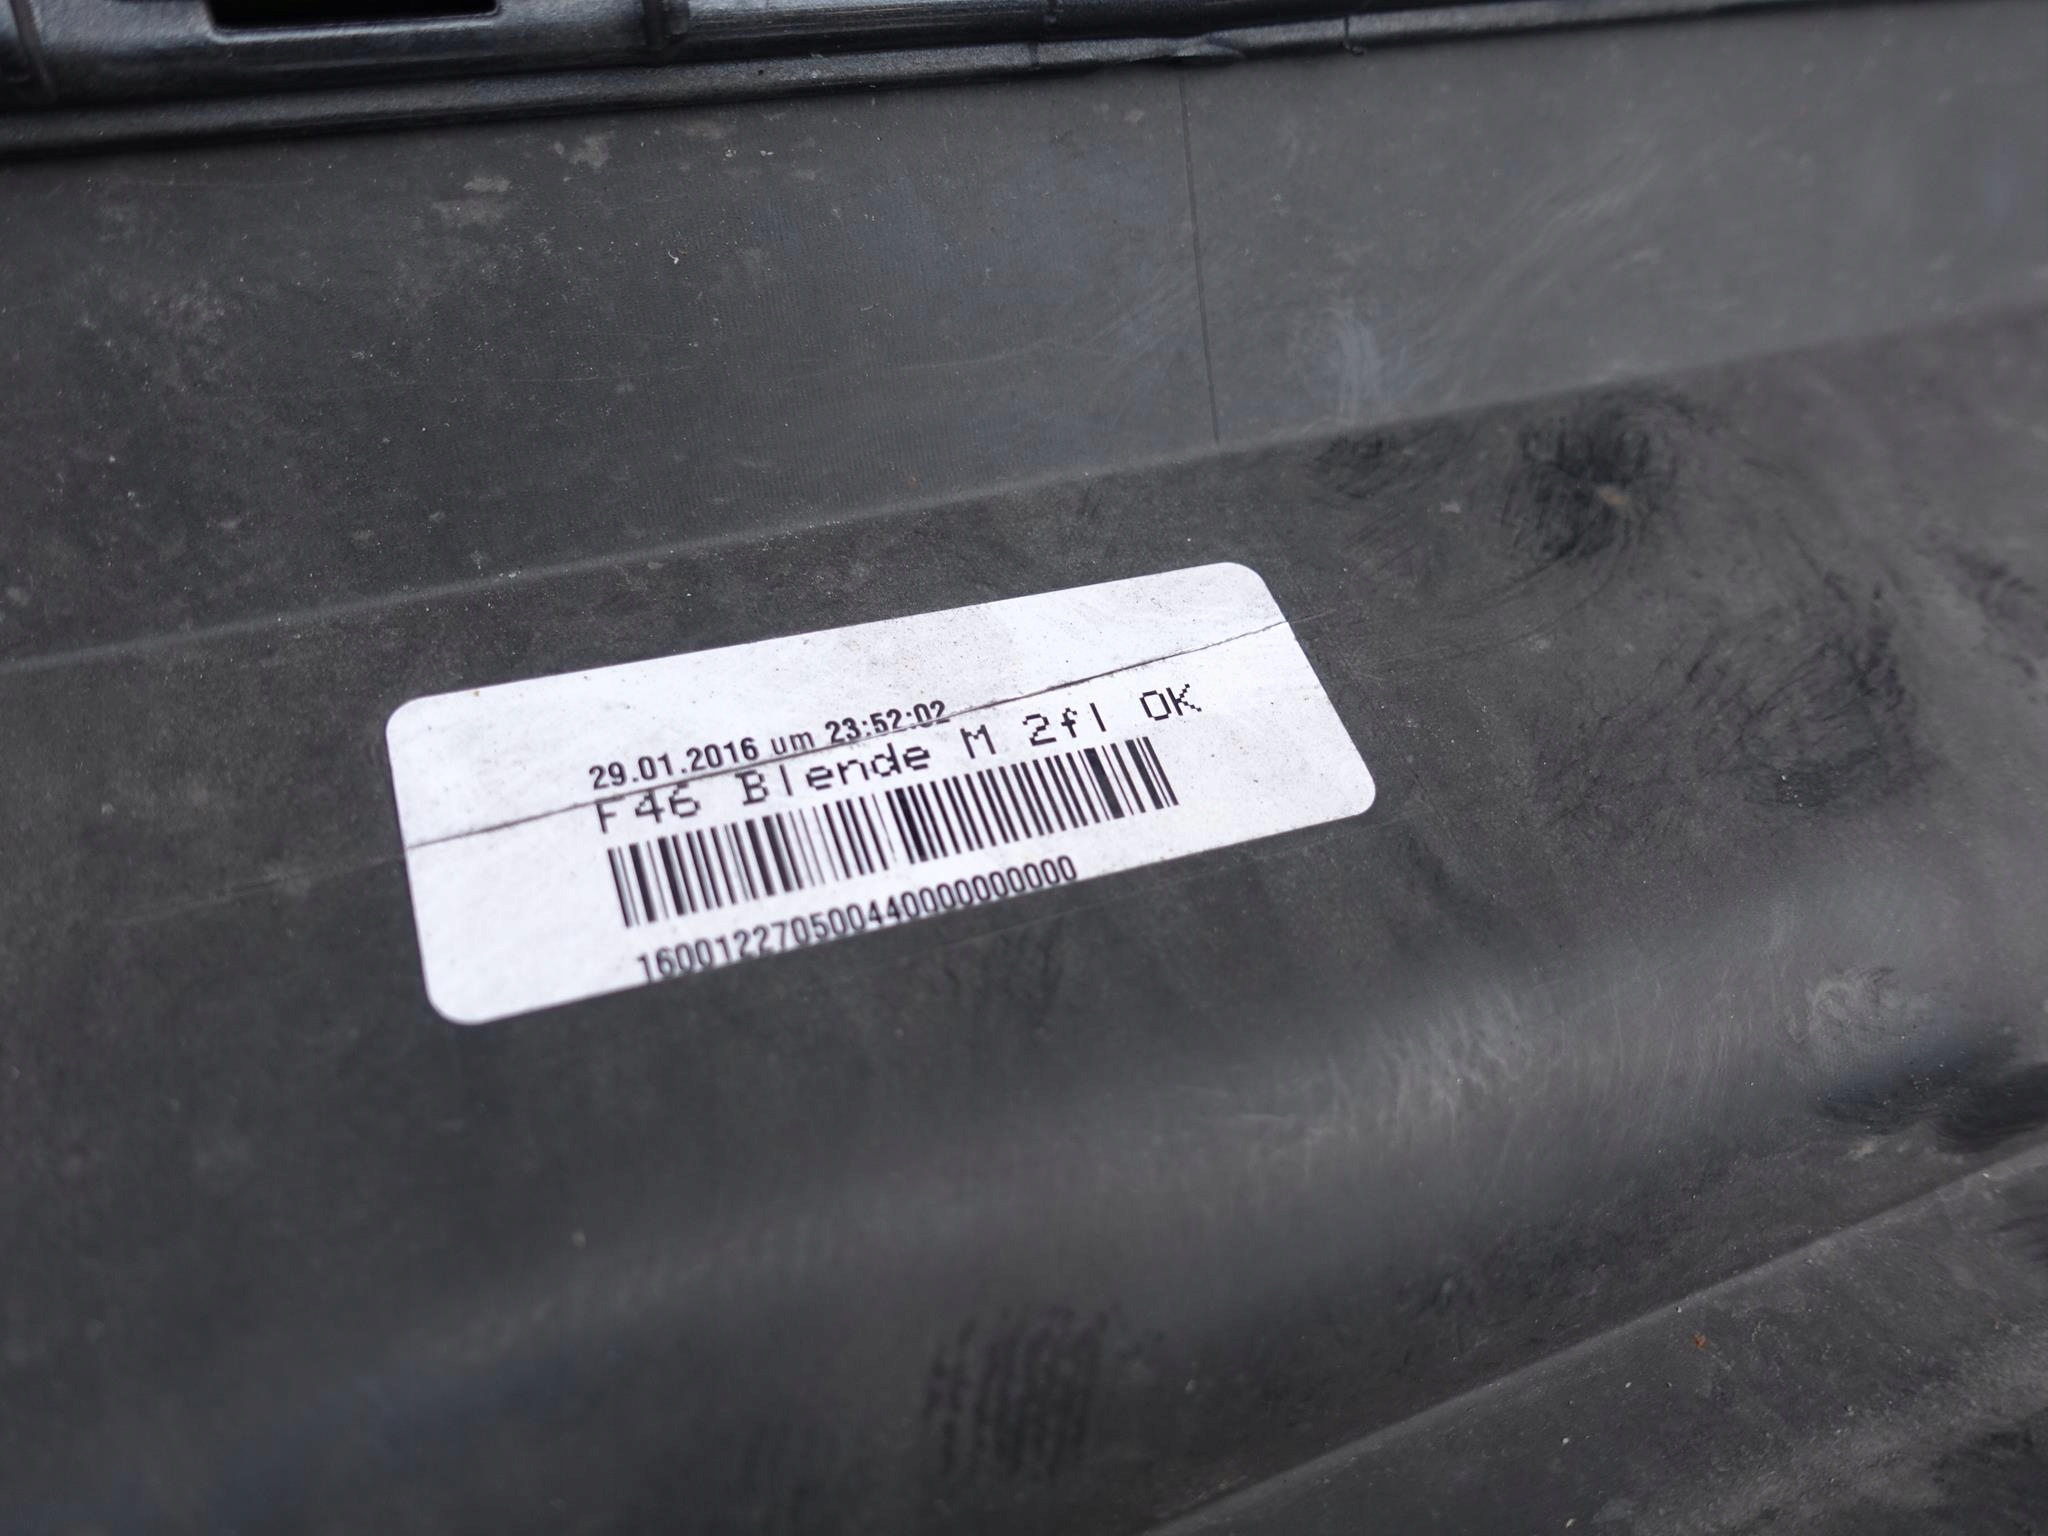 29.01.2016 um 23:52:02
F46 Blende M 2fl OK
1600122705004400000000000